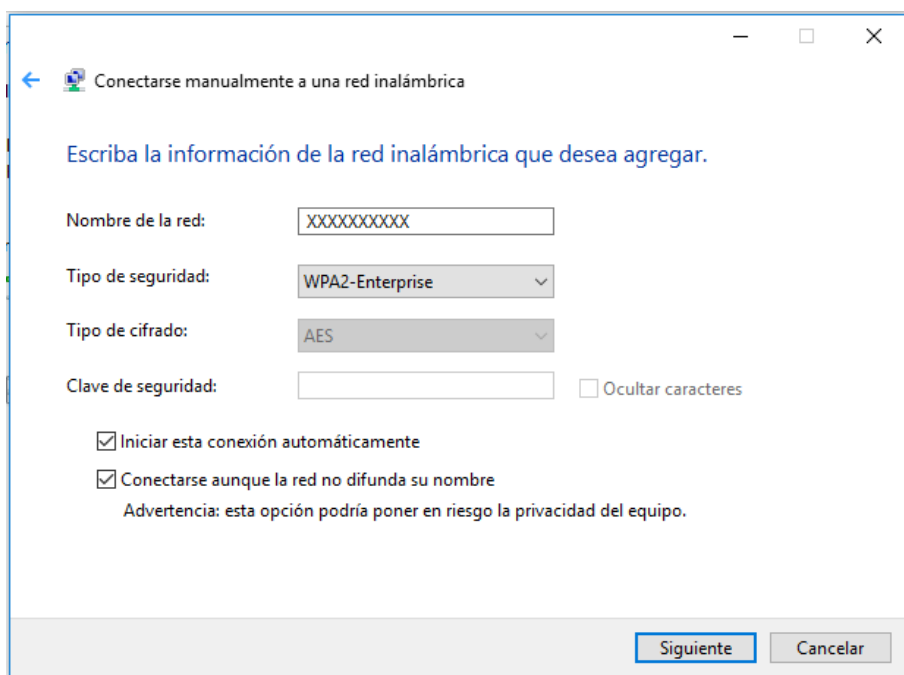 Conectarse manualmente a una red inalámbrica
Escriba la información de la red inalámbrica que desea agregar.
Nombre de la red: XXXXXXXXXX
Tipo de seguridad: WPA2-Enterprise
Tipo de cifrado: AES
Clave de seguridad: Ocultar caracteres
Iniciar esta conexión automáticamente
Conectarse aunque la red no difunda su nombre
Advertencia: esta opción podría poner en riesgo la privacidad del equipo.
Siguiente Cancelar